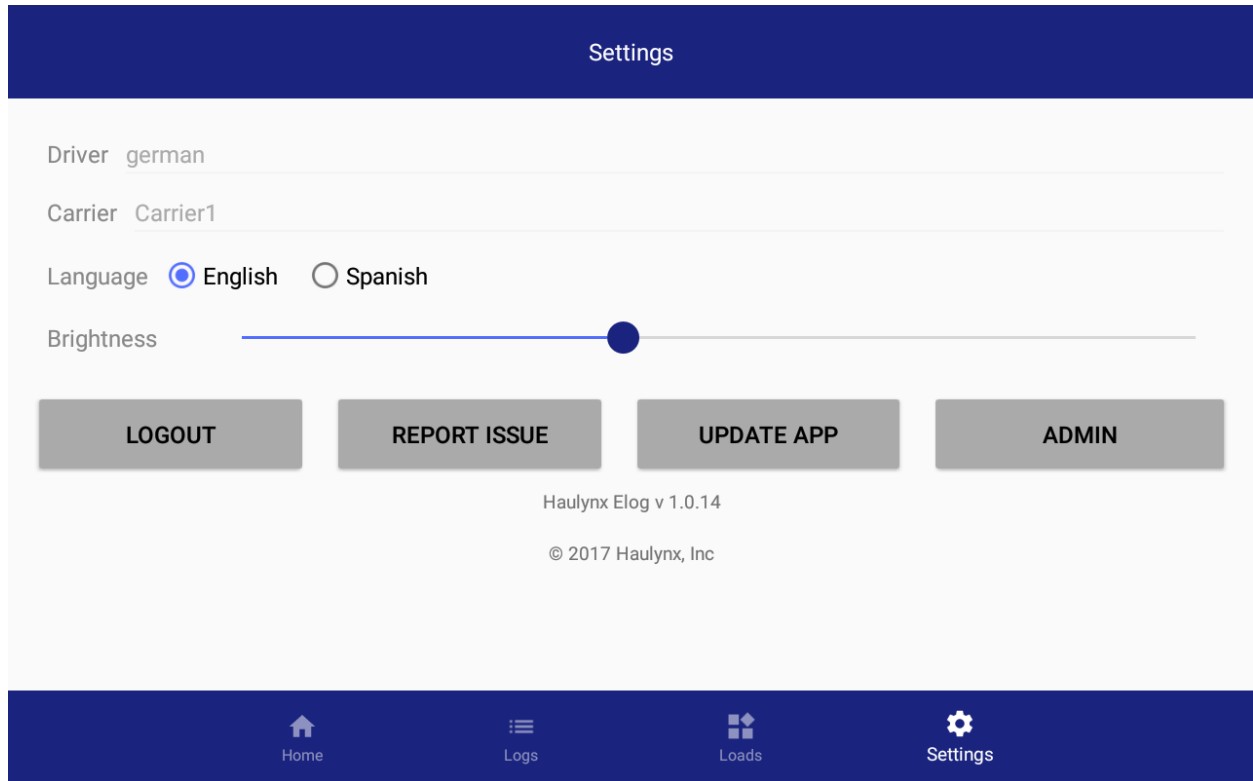 Settings
Driver german
Carrier Carrier1
Language English Spanish
Brightness
LOGOUT REPORT ISSUE UPDATE APP ADMIN
Haulynx Elog v 1.0.14
© 2017 Haulynx, Inc
Home Logs Loads Settings